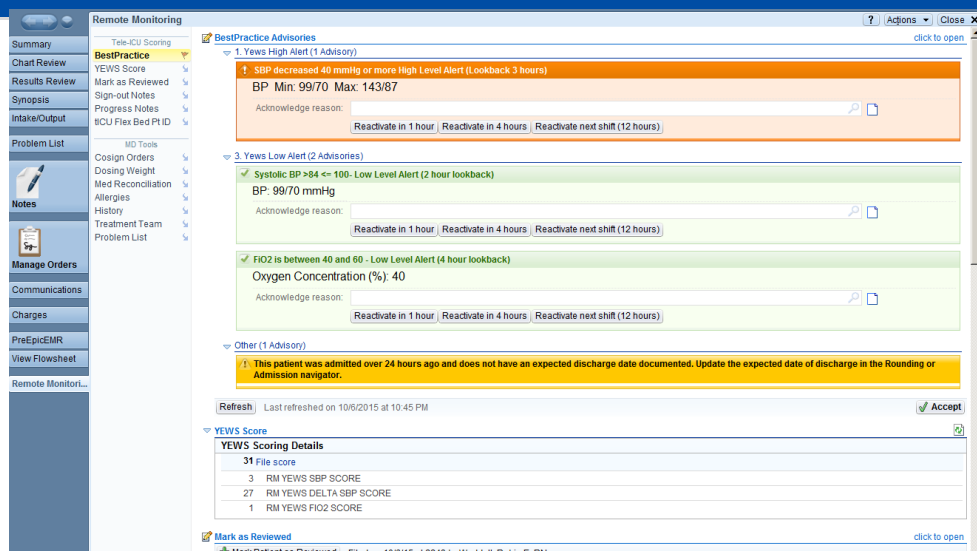 Remote Monitoring
? Actions Close X
Summary
Chart Review
Results Review
Synopsis
Intake/Output
Problem List
Notes
Manage Orders
Communications
Charges
PreEpicEMR
View Flowsheet
Remote Monitori...
Tele-ICU Scoring
BestPractice
YEWS Score
Mark as Reviewed
Sign-out Notes
Progress Notes
tICU Flex Bed Pt ID
MD Tools
Cosign Orders
Dosing Weight
Med Reconciliation
Allergies
History
Treatment Team
Problem List
BestPractice Advisories click to open
1. Yews High Alert (1 Advisory)
SBP decreased 40 mmHg or more High Level Alert (Lookback 3 hours)
BP Min: 99/70 Max: 143/87
Acknowledge reason:
Reactivate in 1 hour Reactivate in 4 hours Reactivate next shift (12 hours)
3. Yews Low Alert (2 Advisories)
Systolic BP >84 <= 100- Low Level Alert (2 hour lookback)
BP: 99/70 mmHg
Acknowledge reason:
Reactivate in 1 hour Reactivate in 4 hours Reactivate next shift (12 hours)
FiO2 is between 40 and 60 - Low Level Alert (4 hour lookback)
Oxygen Concentration (%): 40
Acknowledge reason:
Reactivate in 1 hour Reactivate in 4 hours Reactivate next shift (12 hours)
Other (1 Advisory)
This patient was admitted over 24 hours ago and does not have an expected discharge date documented. Update the expected date of discharge in the Rounding or
Admission navigator.
Refresh Last refreshed on 10/6/2015 at 10:45 PM Accept
YEWS Score
YEWS Scoring Details
31 File score
3 RM YEWS SBP SCORE
27 RM YEWS DELTA SBP SCORE
1 RM YEWS FIO2 SCORE
Mark as Reviewed click to open